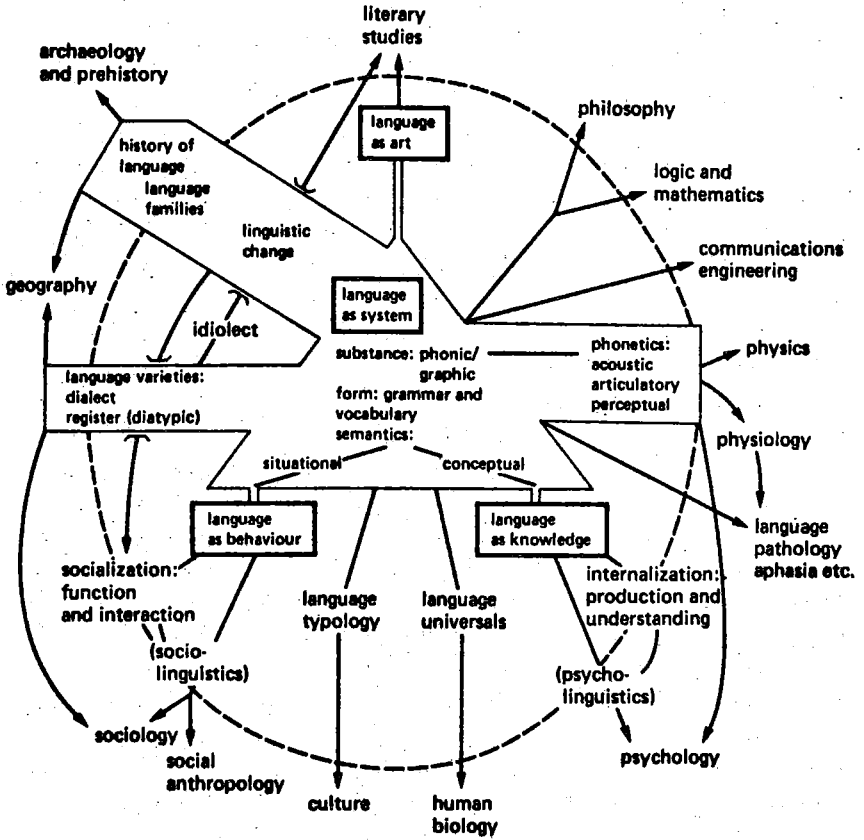 literary
studies
archaeology
and prehistory
language
as art
philosophy
history of
language
language
families
logic and
mathematics
linguistic
change
communications
engineering
geography
language
as system
idiolect
substance: phonic/
graphic
phonetics:
acoustic
articulatory
perceptual
physics
language varieties:
dialect
register (diatypic)
form: grammar and
vocabulary
semantics:
physiology
situational
conceptual
language
as behaviour
language
as knowledge
language
pathology
aphasia etc.
socialization:
function
and interaction
language
typology
language
universals
internalization:
production and
understanding
(socio-
linguistics)
(psycho-
linguistics)
sociology
social
anthropology
psychology
culture
human
biology